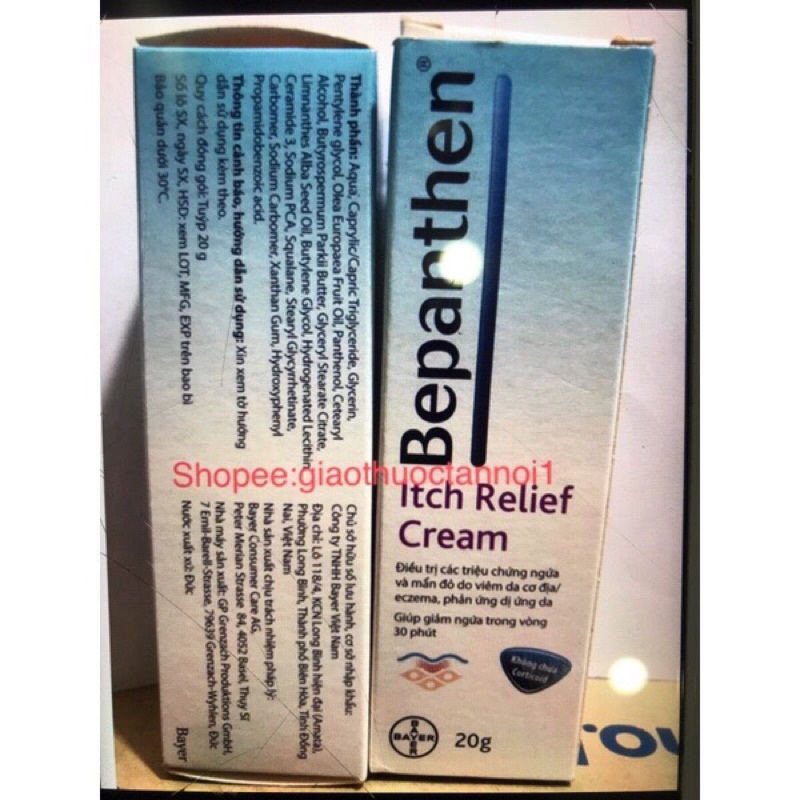 Thành phần: Aqua, Caprylic/Capric Triglyceride, Glycerin,
Pentylene glycol, Olea Europaea Fruit Oil, Panthenol, Cetearyl
Alcohol, Butyrospermum Parkii Butter, Glyceryl Stearate Citrate,
Limnanthes Alba Seed Oil, Butylene Glycol, Hydrogenated Lecithin
Ceramide 3, Sodium PCA, Squalane, Stearyl Glycyrrhetinate,
Carbomer, Sodium Carbomer, Xanthan Gum, Hydroxyphenyl
Propamidobenzoic acid.
Thông tin cảnh báo, hướng dẫn sử dụng: Xin xem tờ hướng
dẫn sử dụng kèm theo.
Quy cách đóng gói: Tuýp 20 g
Số lô SX, ngày SX, HSD: xem LOT, MFG, EXP trên bao bì
Bảo quản dưới 30°C.
Chủ sở hữu số lưu hành, cơ sở nhập khẩu:
Công ty TNHH Bayer Việt Nam
Địa chỉ: Lô 118/4, KCN Long Bình hiện đại (Amata),
Phường Long Bình, Thành phố Biên Hòa, Tỉnh Đồng
Nai, Việt Nam
Nhà sản xuất chịu trách nhiệm pháp lý:
Bayer Consumer Care AG.
Peter Merian Strasse 84, 4052 Basel, Thụy Sĩ
Nhà máy sản xuất: GP Grenzach Produktions GmbH,
7 Emil-Barell-Strasse, 79639 Grenzach-Wyhlen, Đức
Nước xuất xứ: Đức
Bayer
Bepanthen®
Itch Relief
Cream
Điều trị các triệu chứng ngứa
và mẩn đỏ do viêm da cơ địa/
eczema, phản ứng dị ứng da
Giúp giảm ngứa trong vòng
30 phút
Không chứa
Corticoid
BAYER
BAYER
20g
Shopee:giaothuoctannoi1